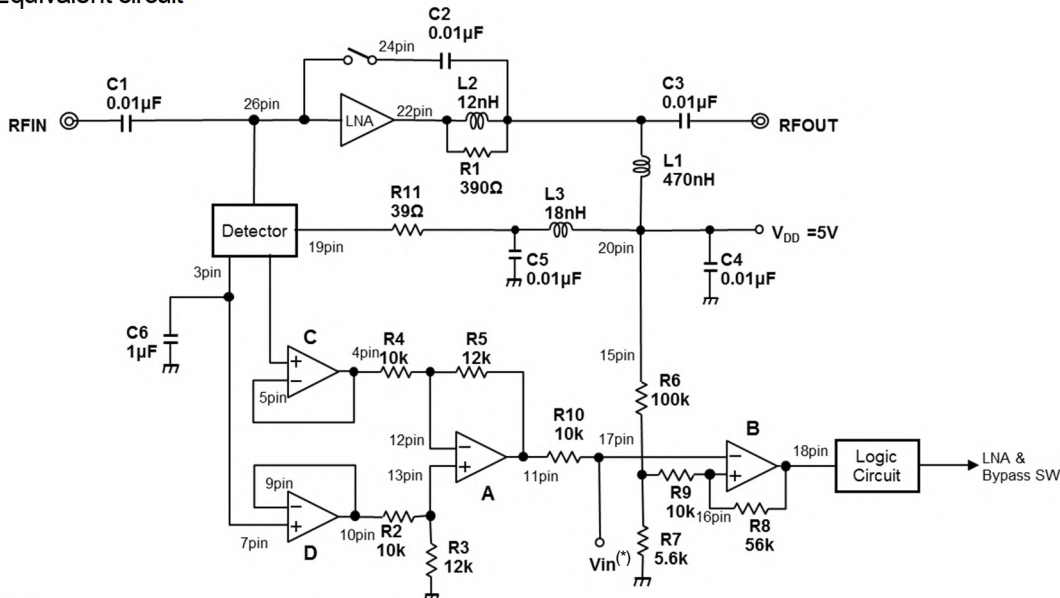 Equivalent circuit
C2
0.01µF
24pin
C1
0.01µF
26pin
RFIN
LNA
22pin
L2
12nH
R1
390Ω
C3
0.01µF
RFOUT
L1
470nH
Detector
19pin
R11
39Ω
L3
18nH
20pin
V_DD =5V
C5
0.01µF
C4
0.01µF
3pin
C6
1µF
C
5pin
4pin
R4
10k
R5
12k
15pin
R6
100k
12pin
13pin
A
11pin
R10
10k
17pin
B
18pin
Logic
Circuit
LNA &
Bypass SW
9pin
7pin
D
10pin
R2
10k
R3
12k
Vin(*)
R9
10k
16pin
R8
56k
R7
5.6k